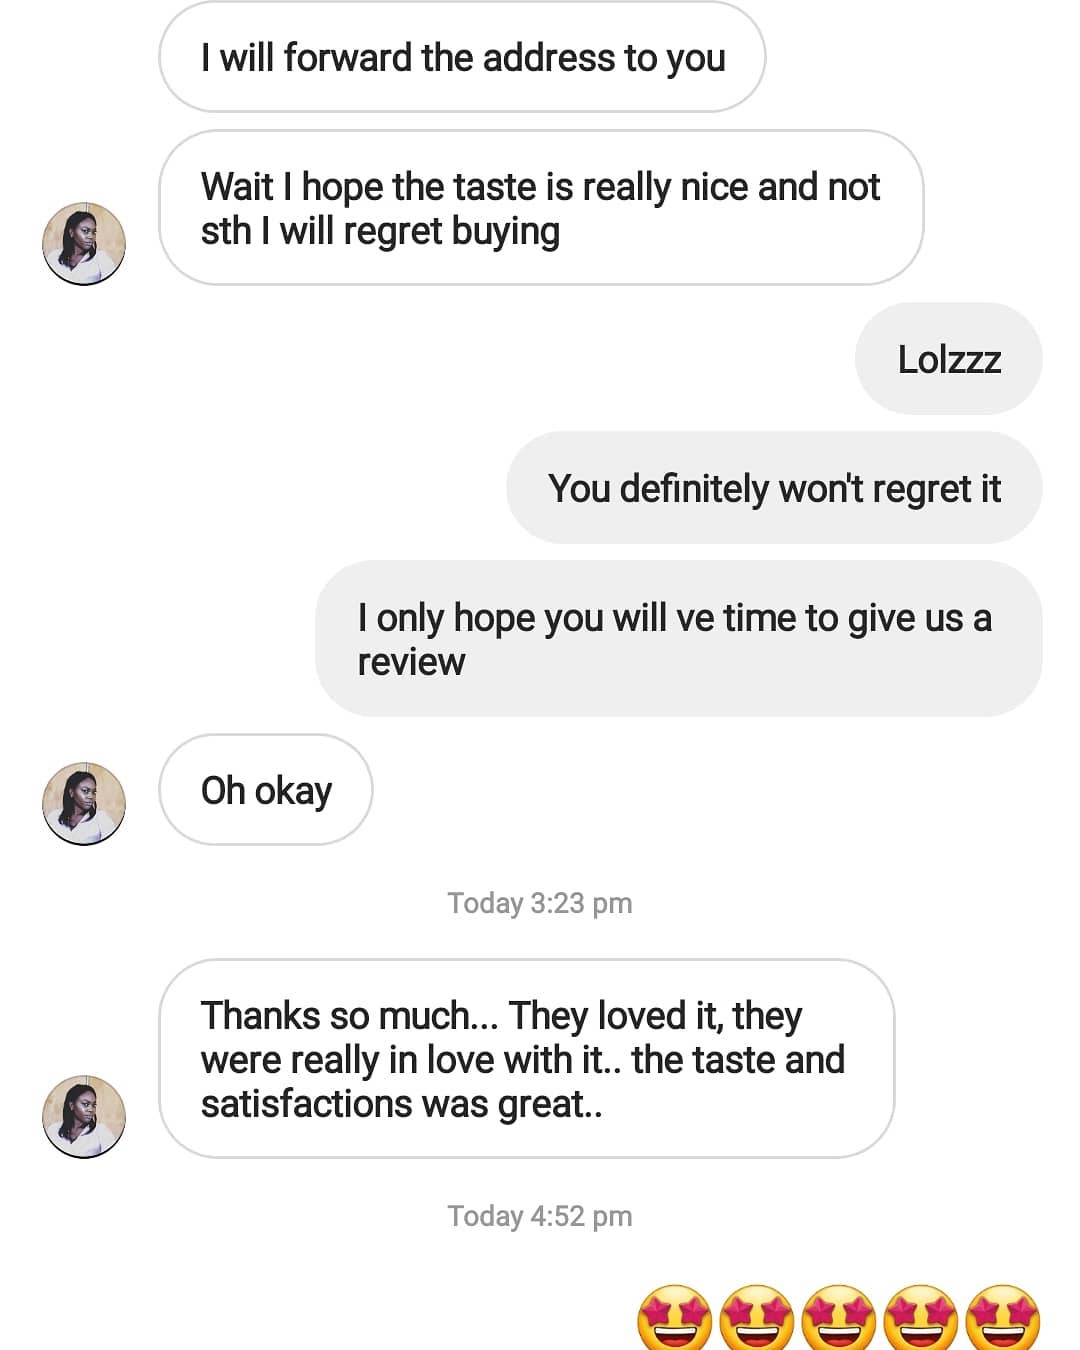 I will forward the address to you
Wait I hope the taste is really nice and not
sth I will regret buying
Lolzzz
You definitely won't regret it
I only hope you will ve time to give us a
review
Oh okay
Today 3:23 pm
Thanks so much... They loved it, they
were really in love with it.. the taste and
satisfactions was great..
Today 4:52 pm
🤩🤩🤩🤩🤩